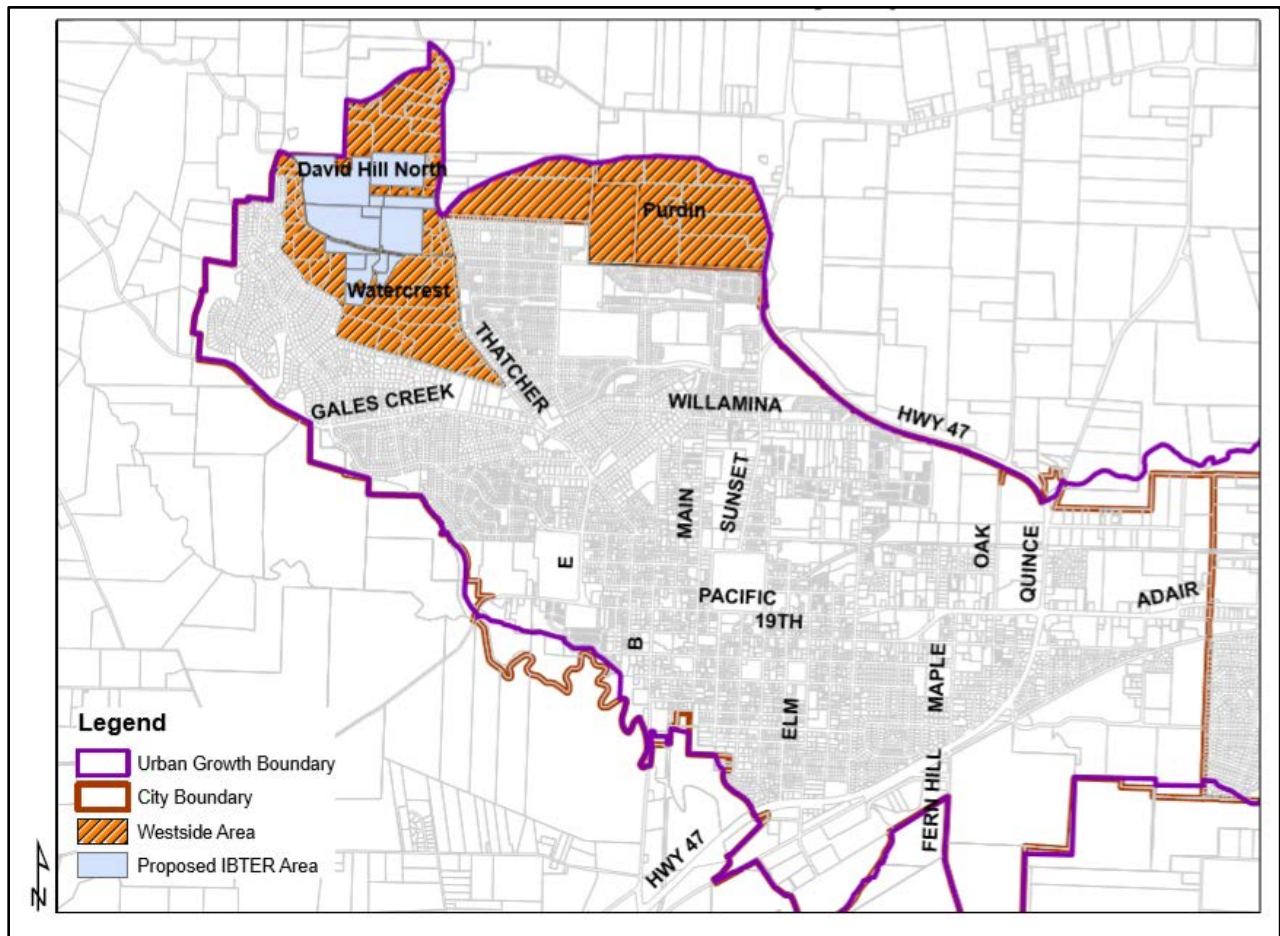 David Hill North
Purdin
Watercrest
THATCHER
GALES CREEK
WILLAMINA
HWY 47
MAIN
SUNSET
OAK
QUINCE
E
PACIFIC
ADAIR
19TH
B
MAPLE
ELM
FERN HILL
HWY 47
Legend
Urban Growth Boundary
City Boundary
Westside Area
Proposed IBTER Area
N